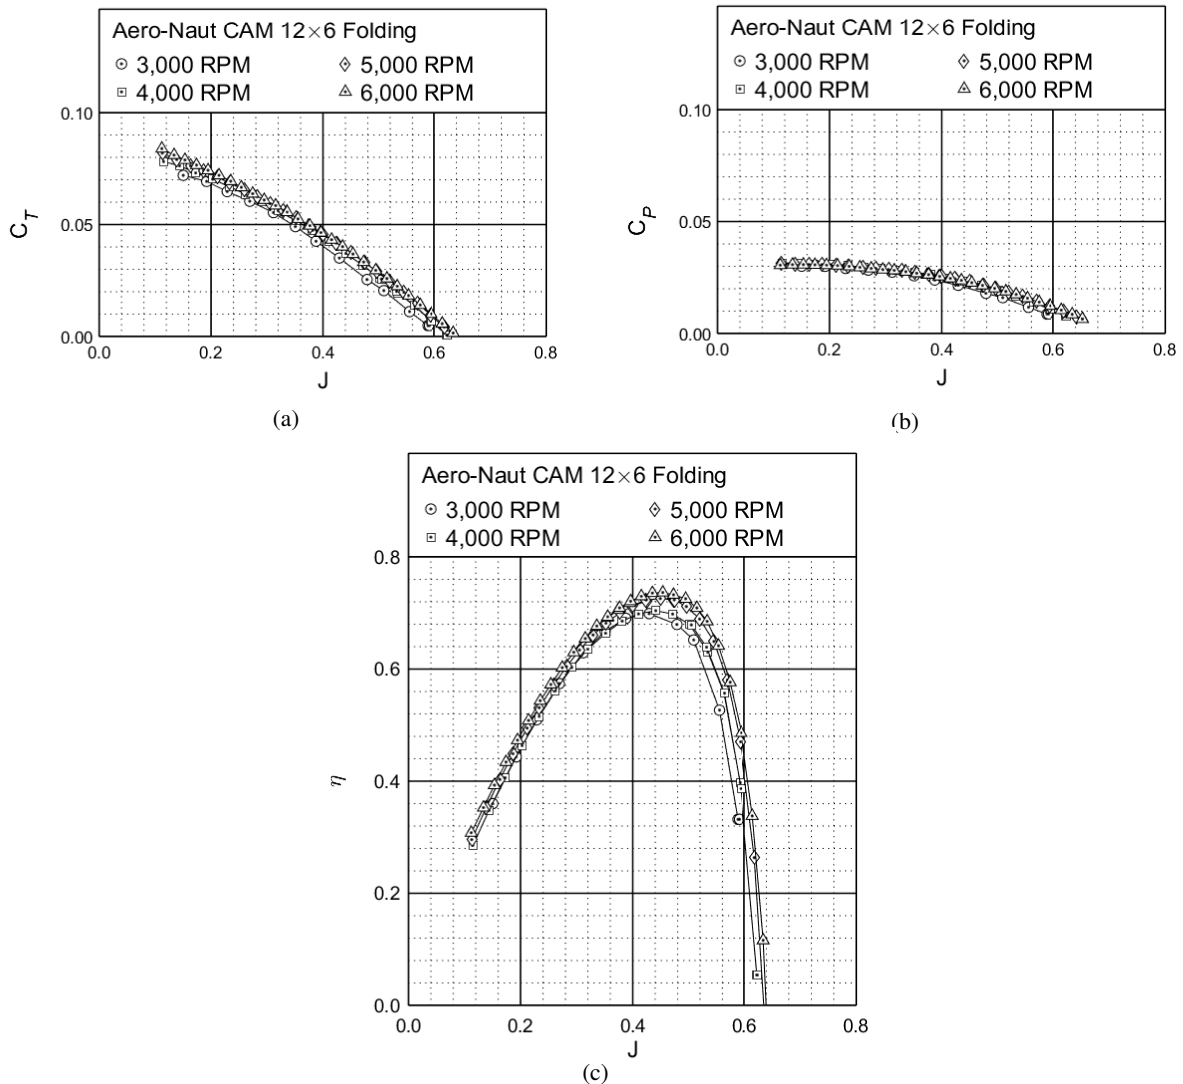 Aero-Naut CAM 12×6 Folding
3,000 RPM
5,000 RPM
4,000 RPM
6,000 RPM
0.10
0.05
0.00
C_T
0.0
0.2
0.4
0.6
0.8
J
(a)
Aero-Naut CAM 12×6 Folding
3,000 RPM
5,000 RPM
4,000 RPM
6,000 RPM
0.10
0.05
0.00
C_P
0.0
0.2
0.4
0.6
0.8
J
(b)
Aero-Naut CAM 12×6 Folding
3,000 RPM
5,000 RPM
4,000 RPM
6,000 RPM
0.8
0.6
0.4
0.2
0.0
η
0.0
0.2
0.4
0.6
0.8
J
(c)